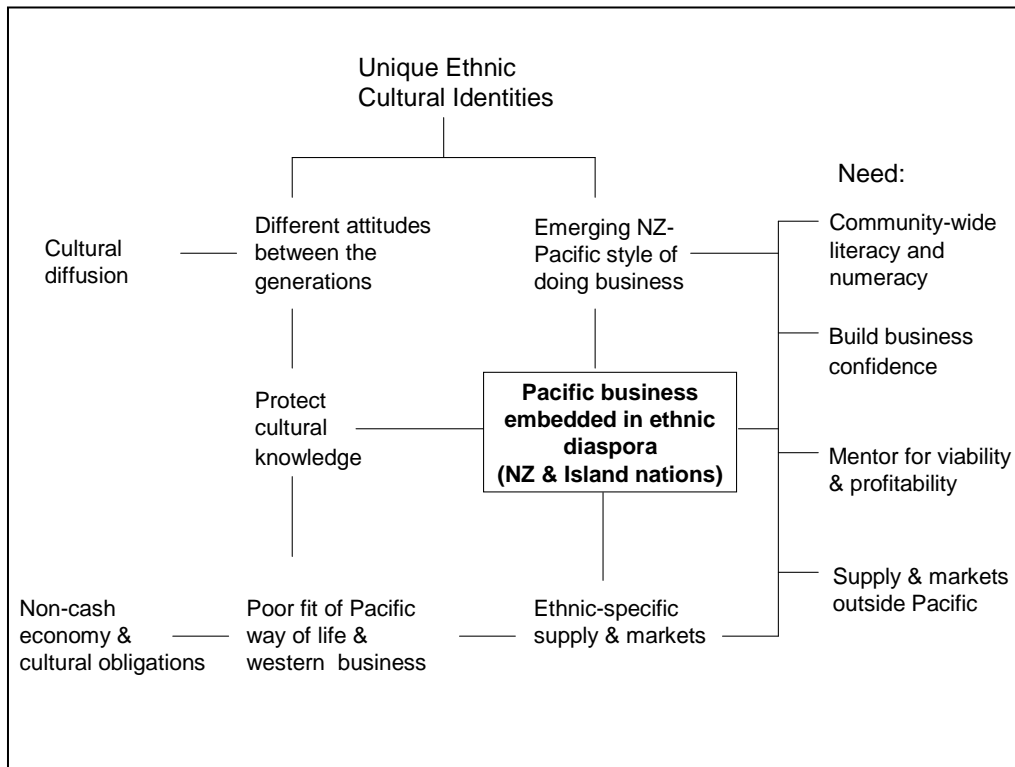 Unique Ethnic
Cultural Identities
Need:
Cultural
diffusion
Different attitudes
between the
generations
Emerging NZ-
Pacific style of
doing business
Community-wide
literacy and
numeracy
Build business
confidence
Protect
cultural
knowledge
Pacific business
embedded in ethnic
diaspora
(NZ & Island nations)
Mentor for viability
& profitability
Non-cash
economy &
cultural obligations
Poor fit of Pacific
way of life &
western business
Ethnic-specific
supply & markets
Supply & markets
outside Pacific